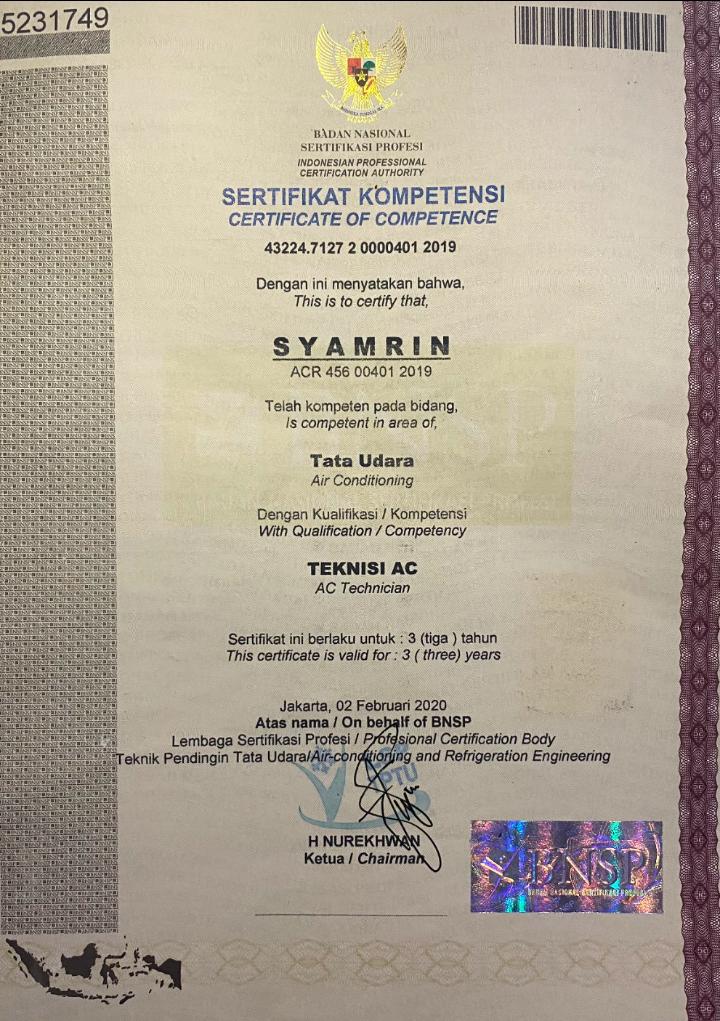 5231749
BADAN NASIONAL
SERTIFIKASI PROFESI
INDONESIAN PROFESSIONAL
CERTIFICATION AUTHORITY
SERTIFIKAT KOMPETENSI
CERTIFICATE OF COMPETENCE
43224.7127 2 0000401 2019
Dengan ini menyatakan bahwa,
This is to certify that,
SYAMRIN
ACR 456 00401 2019
Telah kompeten pada bidang,
Is competent in area of,
Tata Udara
Air Conditioning
Dengan Kualifikasi / Kompetensi
With Qualification / Competency
TEKNISI AC
AC Technician
Sertifikat ini berlaku untuk : 3 (tiga ) tahun
This certificate is valid for : 3 ( three) years
Jakarta, 02 Februari 2020
Atas nama / On behalf of BNSP
Lembaga Sertifikasi Profesi / Profesional Certification Body
Teknik Pendingin Tata Udara/Air-conditioning and Refrigeration Engineering
PTU
H NUREKHWAN
Ketua / Chairman
BNSP
BADAN NASIONAL SERTIFIKASI PROFESI